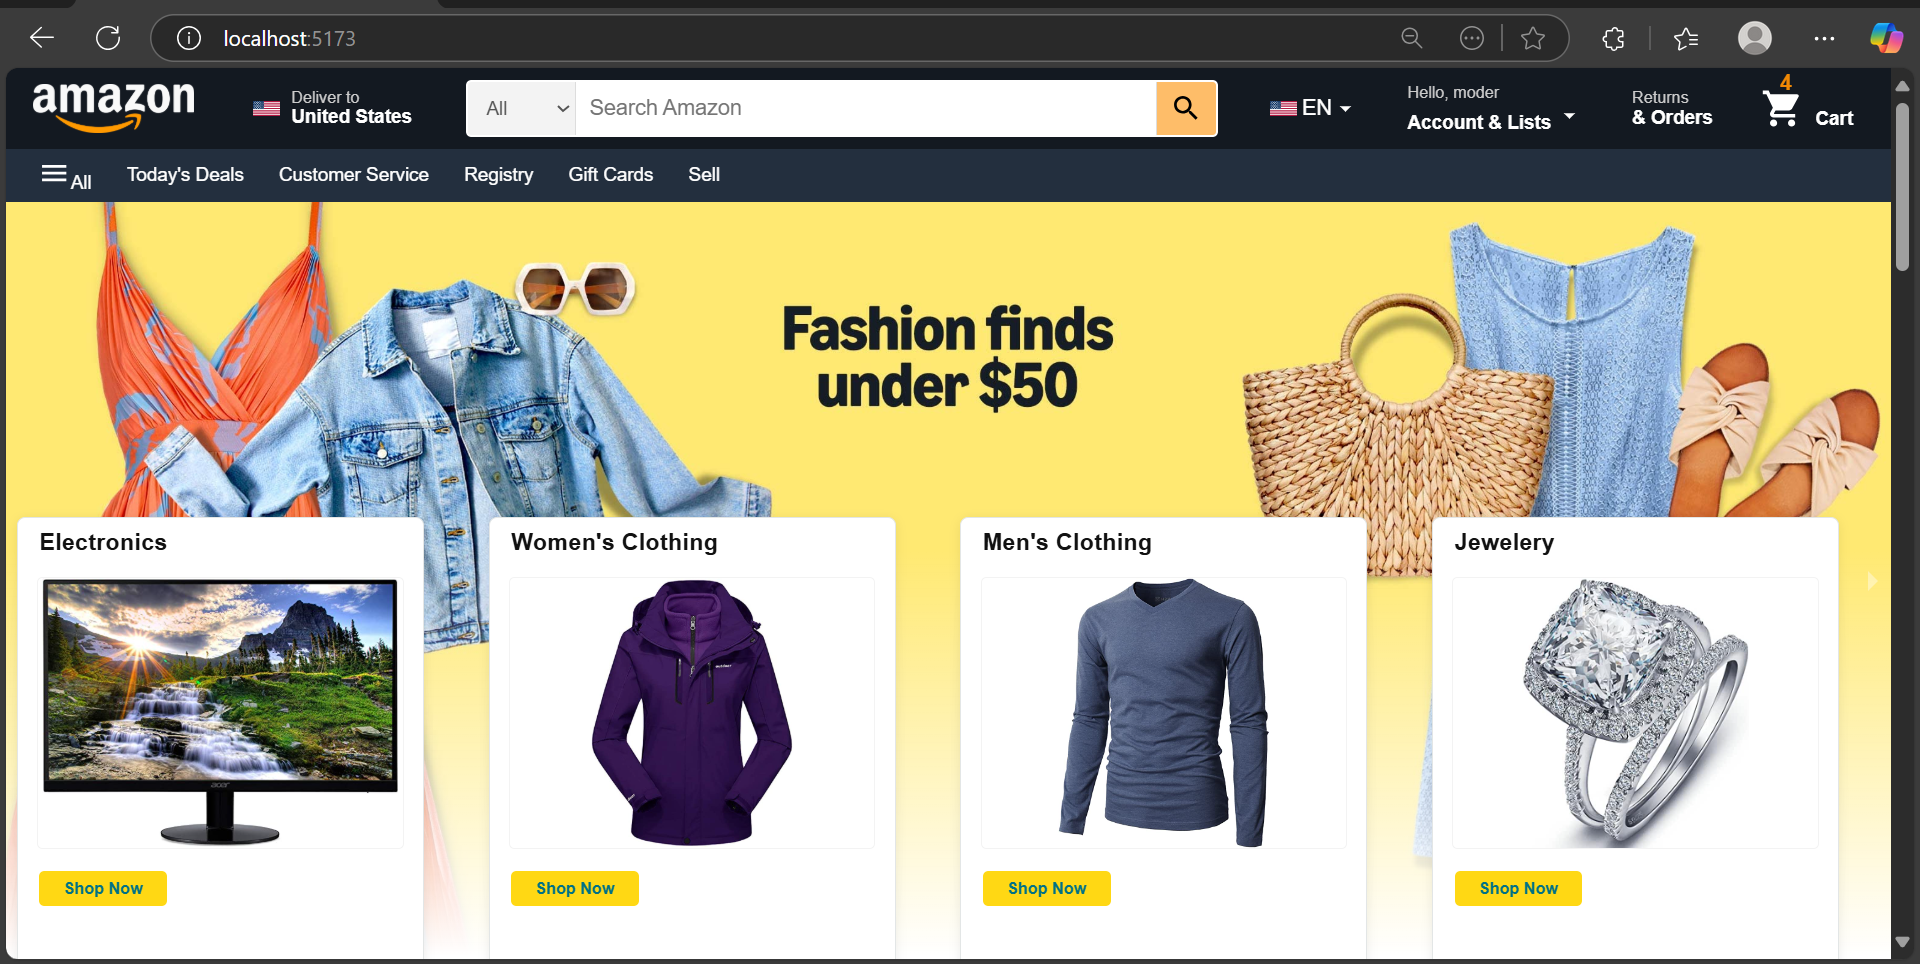 localhost:5173
amazon
Deliver to
United States
All
Search Amazon
EN
Hello, moder
Account & Lists
Returns
& Orders
4
Cart
All
Today's Deals
Customer Service
Registry
Gift Cards
Sell
Fashion finds
under $50
Electronics
Women's Clothing
Men's Clothing
Jewelery
acer
Shop Now
Shop Now
Shop Now
Shop Now